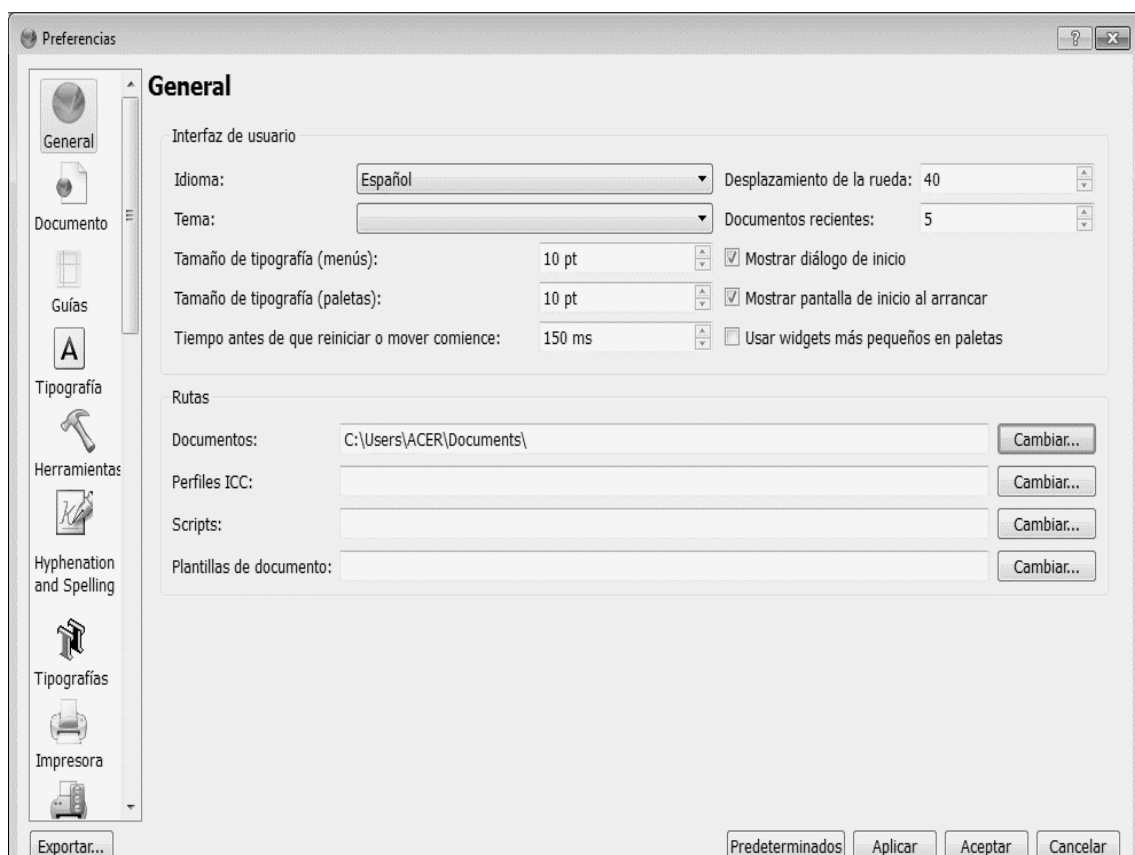 Preferencias
General
Documento
Guías
A
Tipografía
Herramientas
Hyphenation
and Spelling
Tipografías
Impresora
General
Interfaz de usuario
Idioma: Español Desplazamiento de la rueda: 40
Tema: Documentos recientes: 5
Tamaño de tipografía (menús): 10 pt Mostrar diálogo de inicio
Tamaño de tipografía (paletas): 10 pt Mostrar pantalla de inicio al arrancar
Tiempo antes de que reiniciar o mover comience: 150 ms Usar widgets más pequeños en paletas
Rutas
Documentos: C:\Users\ACER\Documents\ Cambiar...
Perfiles ICC: Cambiar...
Scripts: Cambiar...
Plantillas de documento: Cambiar...
Exportar... Predeterminados Aplicar Aceptar Cancelar